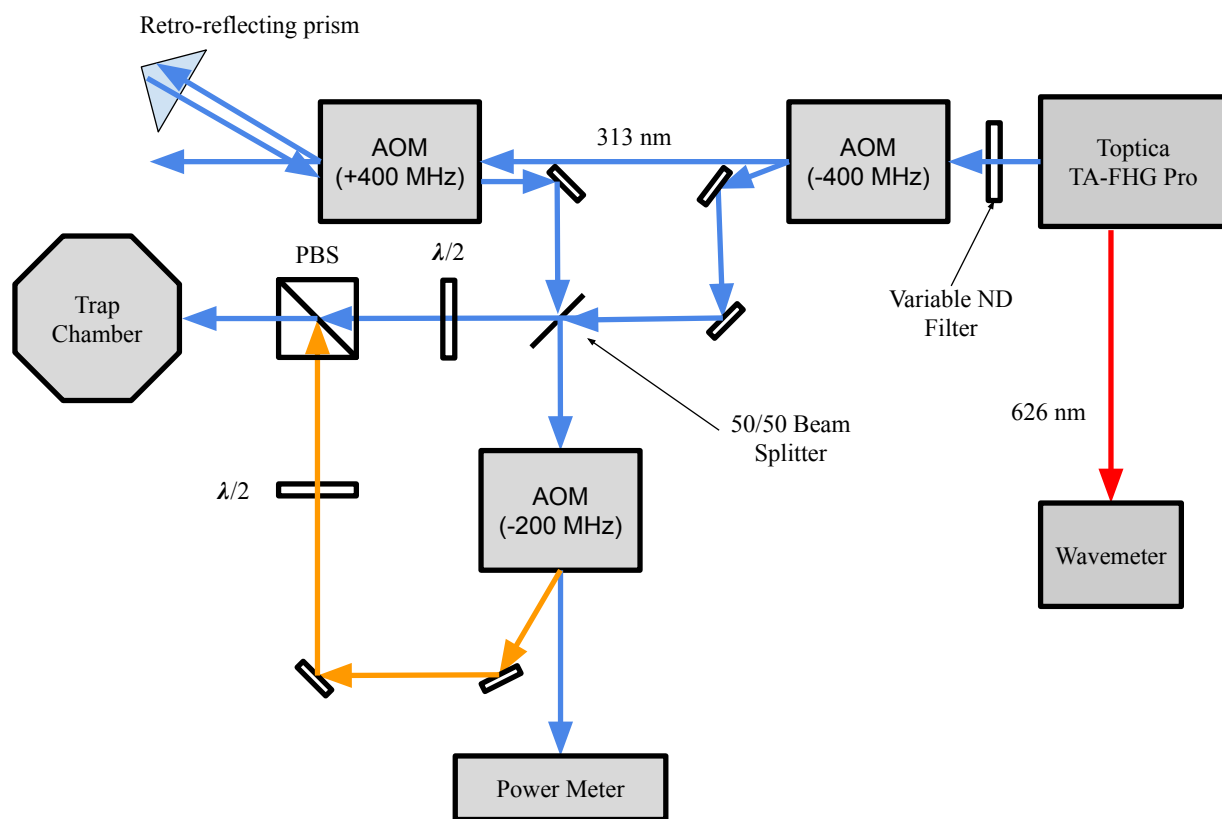 Retro-reflecting prism
AOM
(+400 MHz)
313 nm
AOM
(-400 MHz)
Toptica
TA-FHG Pro
PBS
λ/2
Trap
Chamber
Variable ND
Filter
626 nm
50/50 Beam
Splitter
λ/2
AOM
(-200 MHz)
Wavemeter
Power Meter